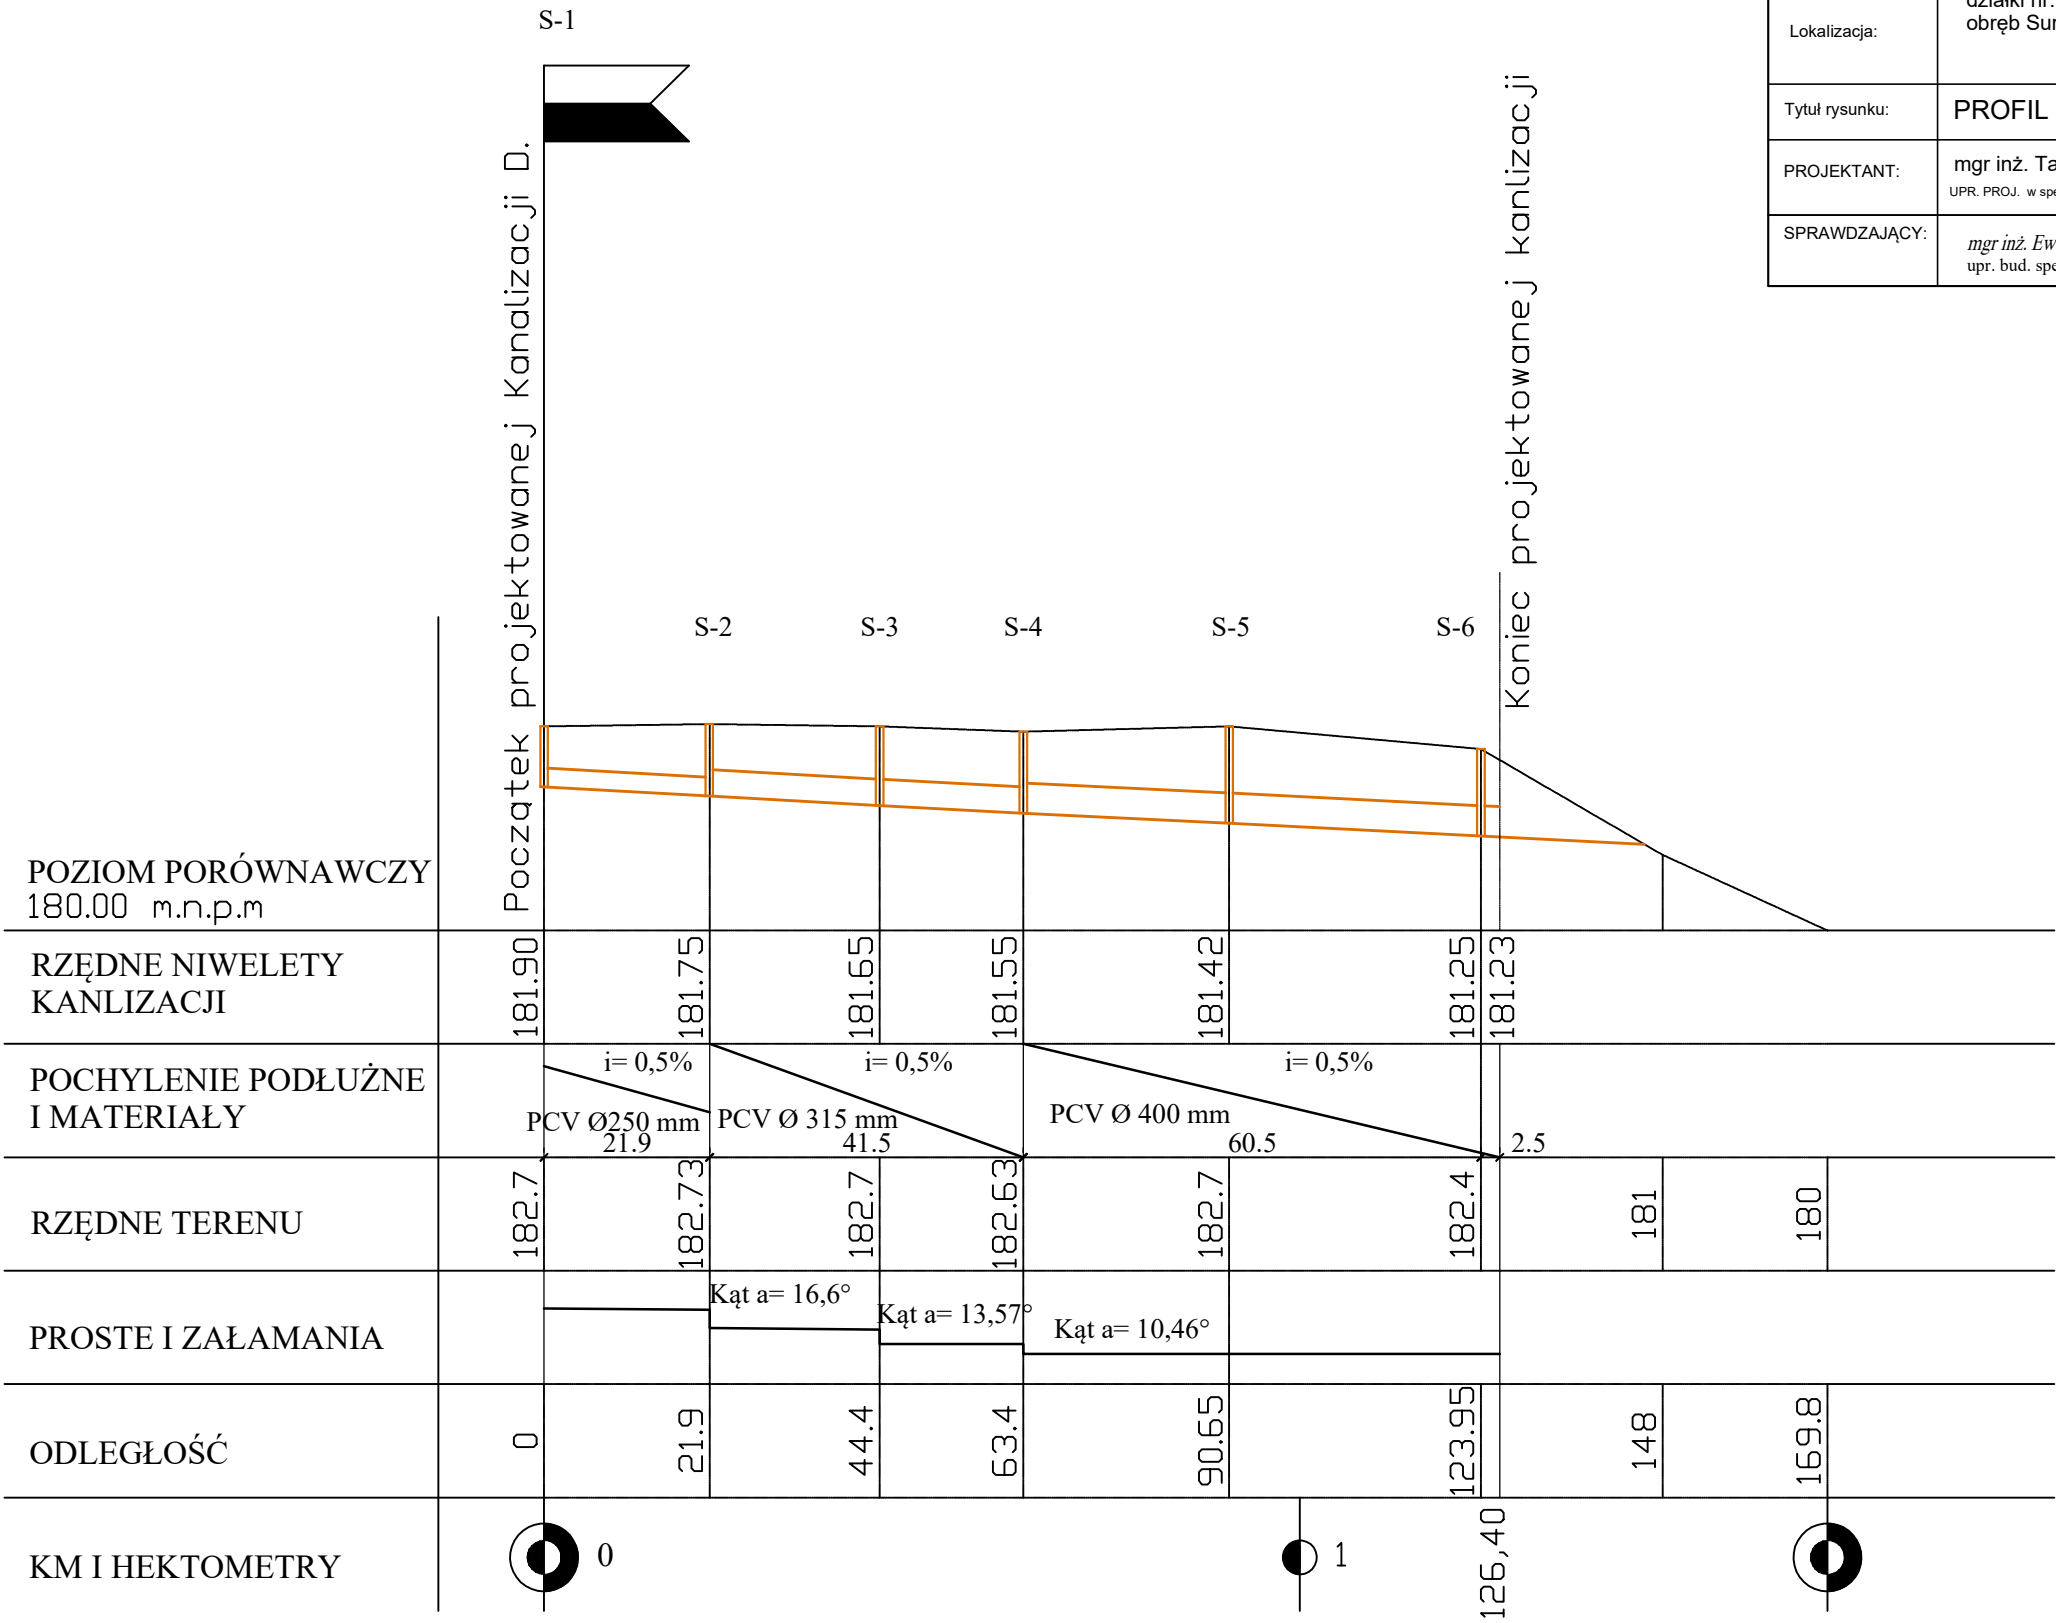 S-1
działki nr.
obręb
Lokalizacja:
Tytuł rysunku:
PROFIL
PROJEKTANT:
mgr inż.
UPR. PROJ. w
SPRAWDZAJĄCY:
mgr inż.
upr. bud.
Początek projektowanej Kanalizacji D.
Koniec projektowanej kanlizacji
S-2
S-3
S-4
S-5
S-6
POZIOM PORÓWNAWCZY
180.00 m.n.p.m
RZĘDNE NIWELETY
KANLIZACJI
181.90
181.75
181.65
181.55
181.42
181.25
181.23
POCHYLENIE PODŁUŻNE
I MATERIAŁY
i= 0,5%
i= 0,5%
i= 0,5%
PCV Ø250 mm
PCV Ø 315 mm
PCV Ø 400 mm
21.9
41.5
60.5
2.5
RZĘDNE TERENU
182.7
182.73
182.7
182.63
182.7
182.4
181
180
PROSTE I ZAŁAMANIA
Kąt a= 16,6°
Kąt a= 13,57°
Kąt a= 10,46°
ODLEGŁOŚĆ
0
21.9
44.4
63.4
90.65
123.95
148
169.8
KM I HEKTOMETRY
0
1
126,40